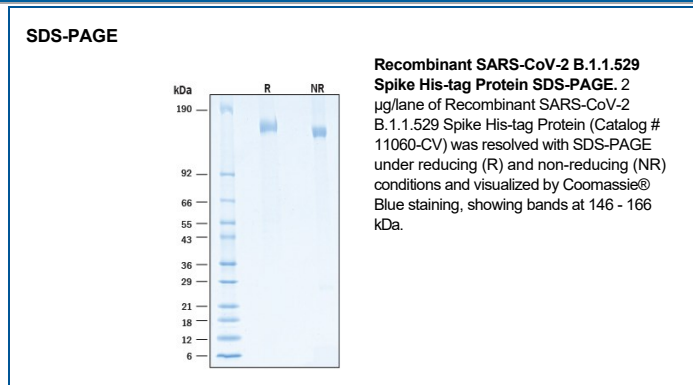 SDS-PAGE
kDa R NR
190
92
66
55
43
36
29
21
18
12
6
Recombinant SARS-CoV-2 B.1.1.529
Spike His-tag Protein SDS-PAGE. 2
µg/lane of Recombinant SARS-CoV-2
B.1.1.529 Spike His-tag Protein (Catalog #
11060-CV) was resolved with SDS-PAGE
under reducing (R) and non-reducing (NR)
conditions and visualized by Coomassie®
Blue staining, showing bands at 146 - 166
kDa.